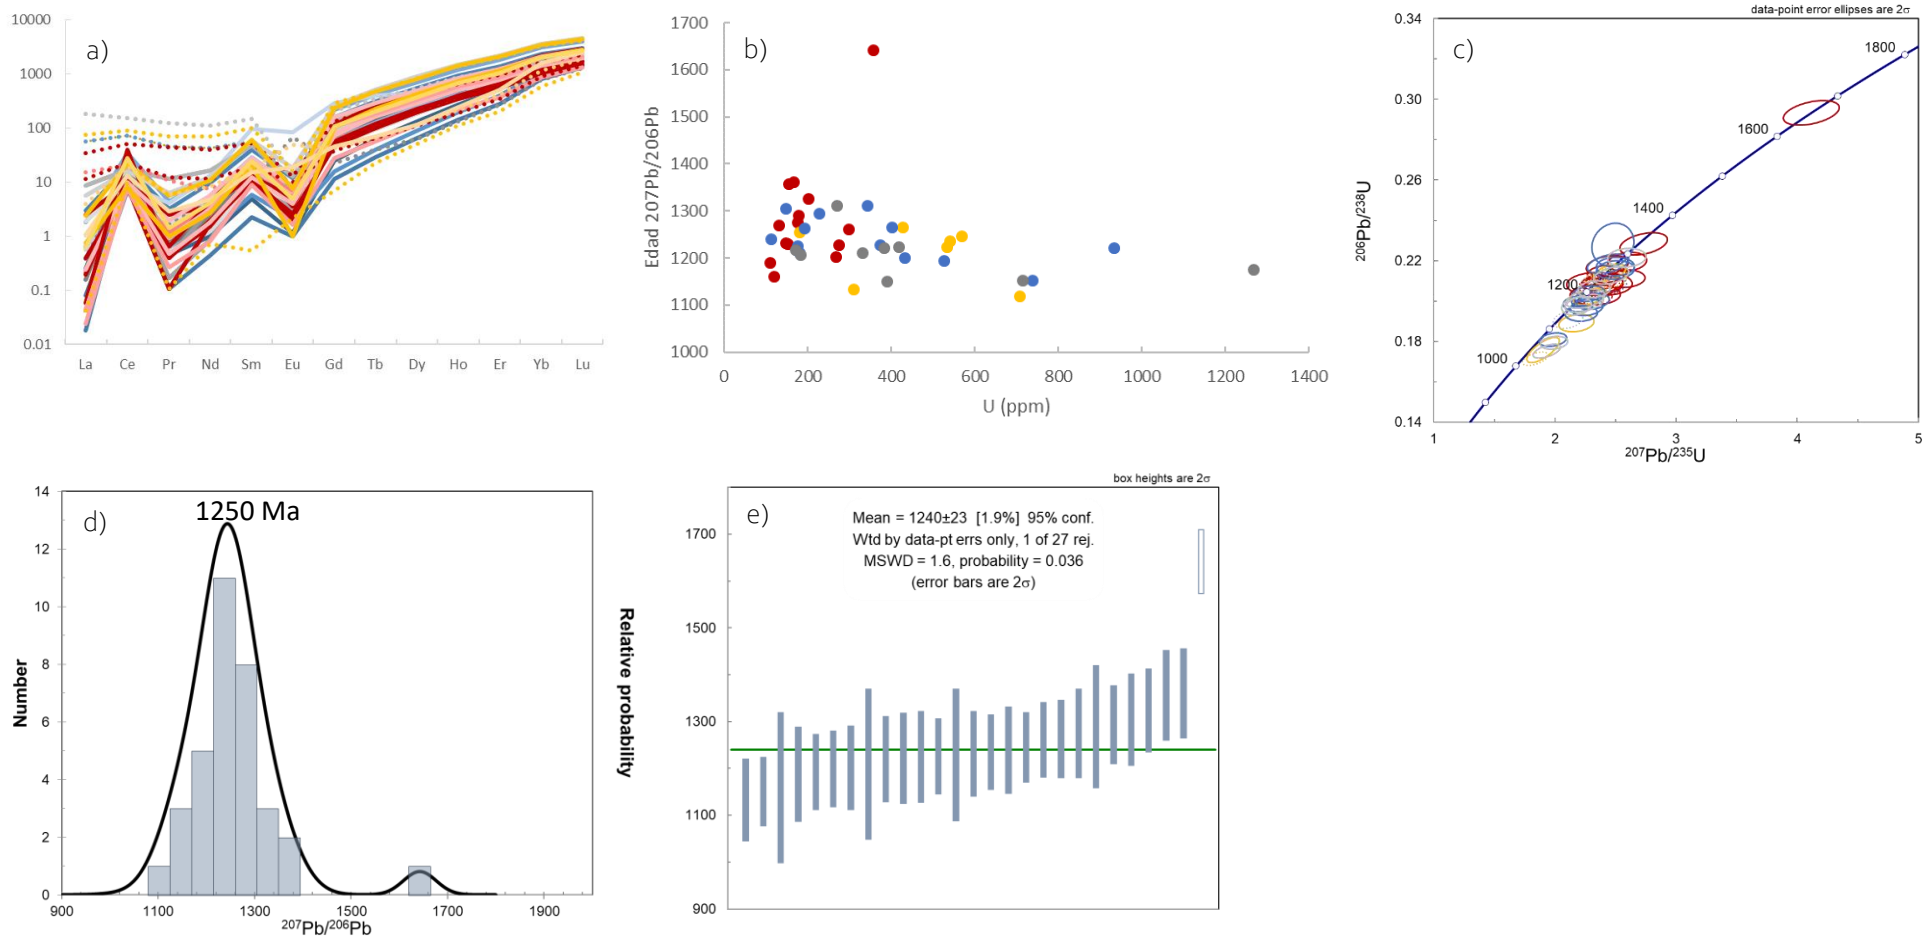 a)
10000
1000
100
10
1
0.1
0.01
La Ce Pr Nd Sm Eu Gd Tb Dy Ho Er Yb Lu
b)
Edad 207Pb/206Pb
1700
1600
1500
1400
1300
1200
1100
1000
0 200 400 600 800 1000 1200 1400
U (ppm)
data-point error ellipses are 2σ
c)
206Pb/238U
0.34
0.30
0.26
0.22
0.18
0.14
1800
1600
1400
1200
1000
1 2 3 4 5
207Pb/235U
d)
1250 Ma
Number
14
12
10
8
6
4
2
0
900 1100 1300 1500 1700 1900
207Pb/206Pb
Relative probability
box heights are 2σ
e)
Mean = 1240±23 [1.9%] 95% conf.
Wtd by data-pt errs only, 1 of 27 rej.
MSWD = 1.6, probability = 0.036
(error bars are 2σ)
1700
1500
1300
1100
900